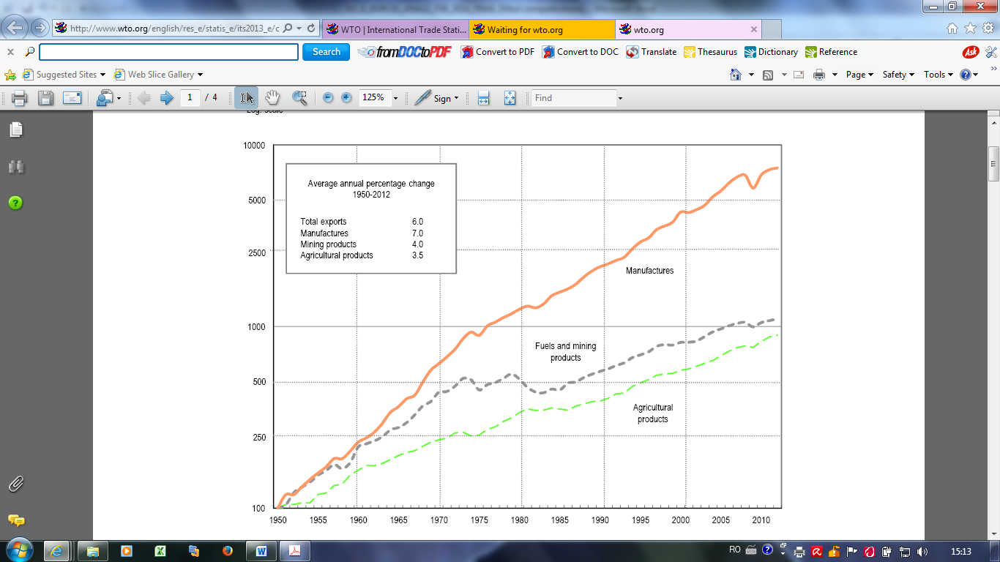 http://www.wto.org/english/res_e/statis_e/its2013_e/c
WTO | International Trade Stati...
Waiting for wto.org
wto.org
Search
fromDOCtoPDF
Convert to PDF
Convert to DOC
Translate
Thesaurus
Dictionary
Reference
Ask
Suggested Sites
Web Slice Gallery
Page
Safety
Tools
1 / 4
125%
Sign
Find
Log. scale
10000
5000
2500
1000
500
250
100
Average annual percentage change
1950-2012
Total exports 6.0
Manufactures 7.0
Mining products 4.0
Agricultural products 3.5
Manufactures
Fuels and mining
products
Agricultural
products
1950 1955 1960 1965 1970 1975 1980 1985 1990 1995 2000 2005 2010
RO
15:13